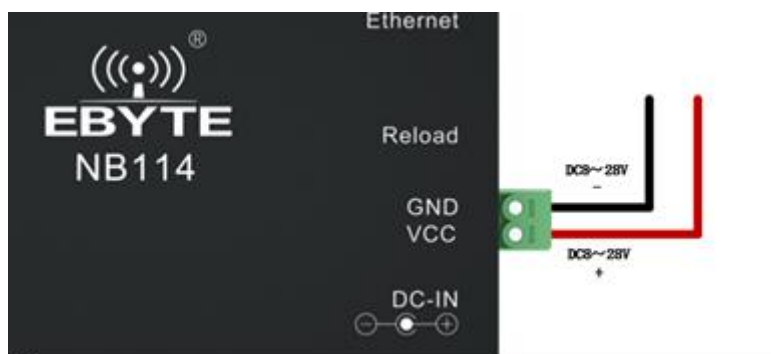 Ethernet
®
EBYTE
NB114
Reload
GND
VCC
DC-IN
DC8～28V
-
DC8～28V
+